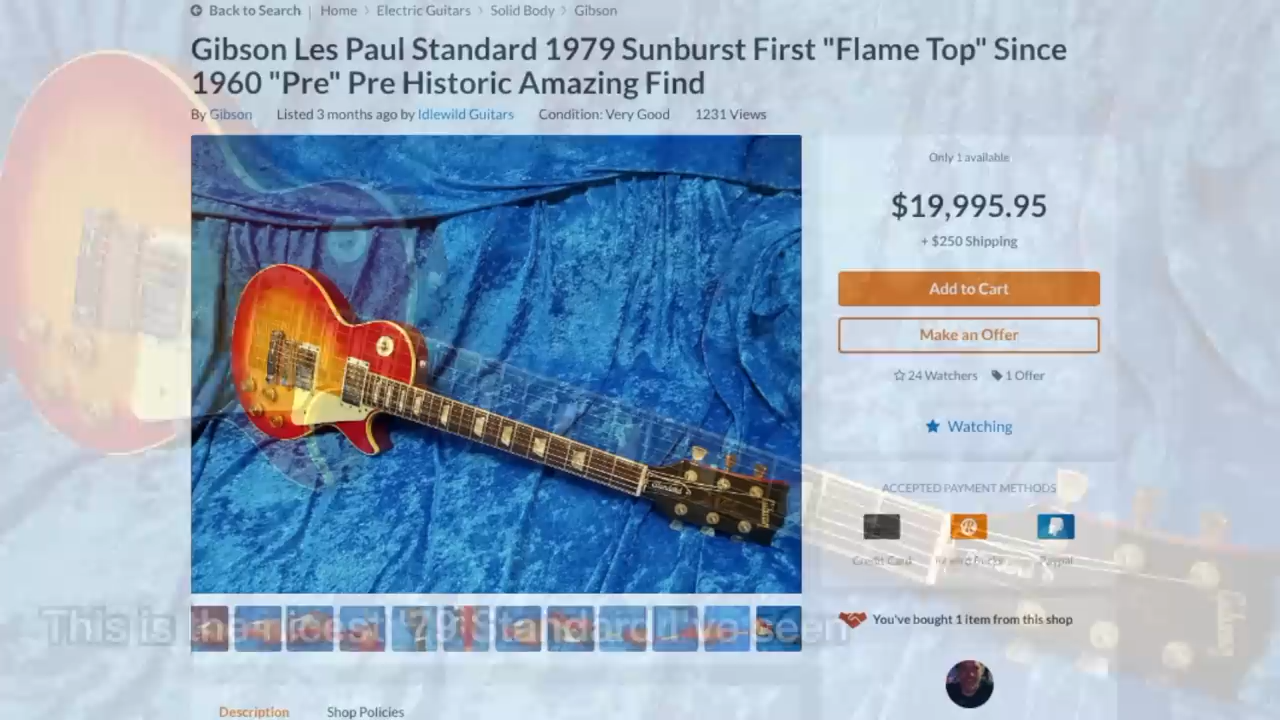 Back to Search | Home > Electric Guitars > Solid Body > Gibson
Gibson Les Paul Standard 1979 Sunburst First "Flame Top" Since
1960 "Pre" Pre Historic Amazing Find
By Gibson Listed 3 months ago by Idlewild Guitars Condition: Very Good 1231 Views
Only 1 available
$19,995.95
+ $250 Shipping
Add to Cart
Make an Offer
24 Watchers 1 Offer
Watching
ACCEPTED PAYMENT METHODS
Credit Card Paypal
This is the nicest '79 Standard I've seen
You've bought 1 item from this shop
Description Shop Policies